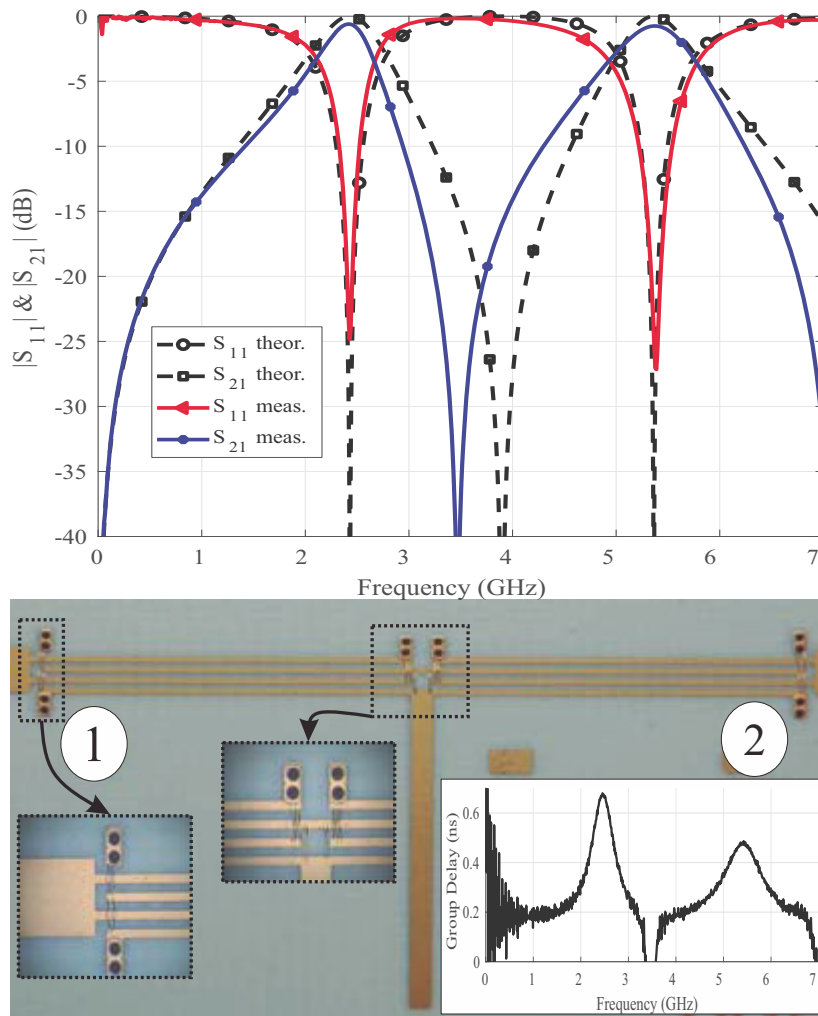 0
-5
-10
-15
-20
-25
-30
-35
-40
|S11| & |S21| (dB)
S11 theor.
S21 theor.
S11 meas.
S21 meas.
0 1 2 3 4 5 6 7
Frequency (GHz)
1
2
Group Delay (ns)
0.6
0.4
0.2
0
0 1 2 3 4 5 6 7
Frequency (GHz)